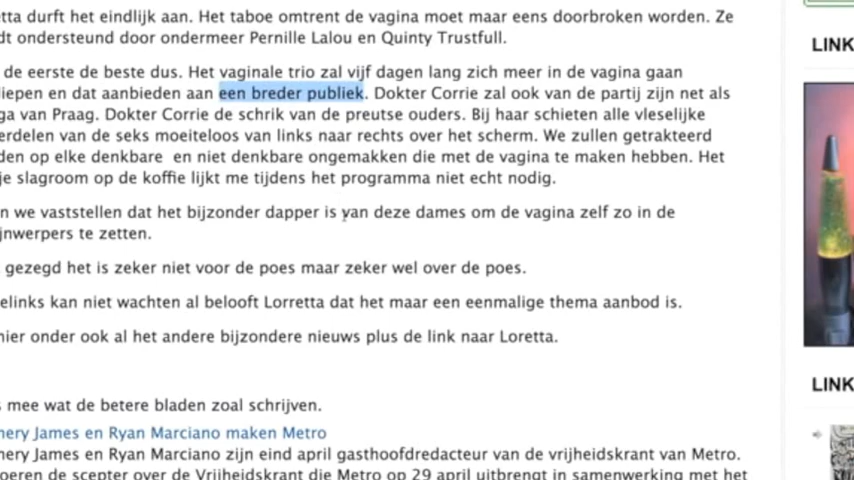 etta durft het eindlijk aan. Het taboe omtrent de vagina moet maar eens doorbroken worden. Ze
dt ondersteund door ondermeer Pernille Lalou en Quinty Trustfull.
de eerste de beste dus. Het vaginale trio zal vijf dagen lang zich meer in de vagina gaan
diepen en dat aanbieden aan een breder publiek. Dokter Corrie zal ook van de partij zijn net als
ga van Praag. Dokter Corrie de schrik van de preutse ouders. Bij haar schieten alle vleselijke
erdelen van de seks moeiteloos van links naar rechts over het scherm. We zullen getrakteerd
den op elke denkbare en niet denkbare ongemakken die met de vagina te maken hebben. Het
je slagroom op de koffie lijkt me tijdens het programma niet echt nodig.
n we vaststellen dat het bijzonder dapper is van deze dames om de vagina zelf zo in de
ijnwerpers te zetten.
gezegd het is zeker niet voor de poes maar zeker wel over de poes.
elinks kan niet wachten al belooft Lorretta dat het maar een eenmalige thema aanbod is.
hier onder ook al het andere bijzondere nieuws plus de link naar Loretta.
s mee wat de betere bladen zoal schrijven.
nery James en Ryan Marciano maken Metro
nery James en Ryan Marciano zijn eind april gasthoofdredacteur van de vrijheidskrant van Metro.
oeren de scepter over de Vrijheidskrant die Metro op 29 april uitbrengt in samenwerking met het
LINK
LINK